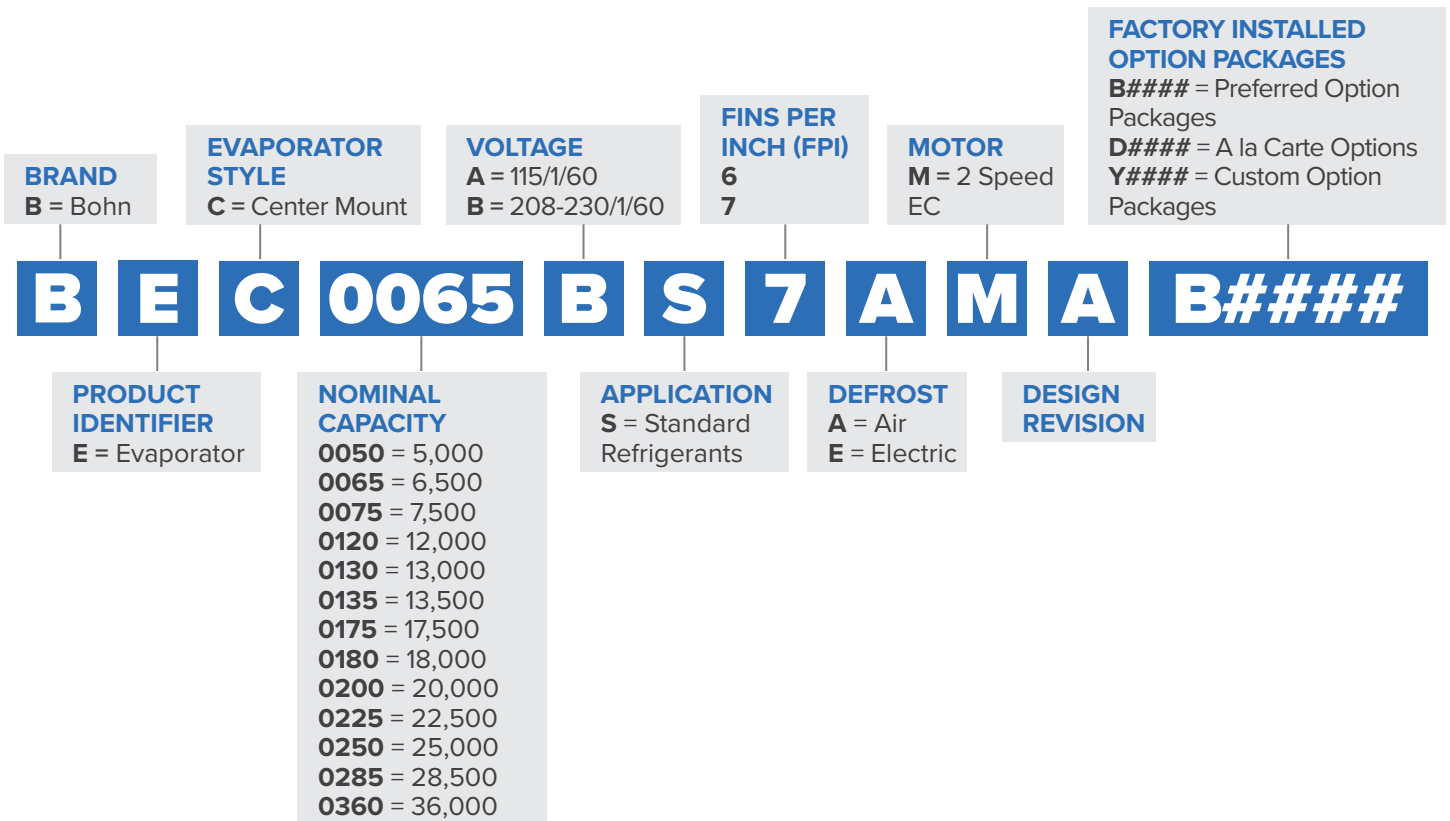 BRAND
B = Bohn
EVAPORATOR
STYLE
C = Center Mount
VOLTAGE
A = 115/1/60
B = 208-230/1/60
FINS PER
INCH (FPI)
6
7
MOTOR
M = 2 Speed
EC
FACTORY INSTALLED
OPTION PACKAGES
B#### = Preferred Option
Packages
D#### = A la Carte Options
Y#### = Custom Option
Packages
B E C 0065 B S 7 A M A B####
PRODUCT
IDENTIFIER
E = Evaporator
NOMINAL
CAPACITY
0050 = 5,000
0065 = 6,500
0075 = 7,500
0120 = 12,000
0130 = 13,000
0135 = 13,500
0175 = 17,500
0180 = 18,000
0200 = 20,000
0225 = 22,500
0250 = 25,000
0285 = 28,500
0360 = 36,000
APPLICATION
S = Standard
Refrigerants
DEFROST
A = Air
E = Electric
DESIGN
REVISION